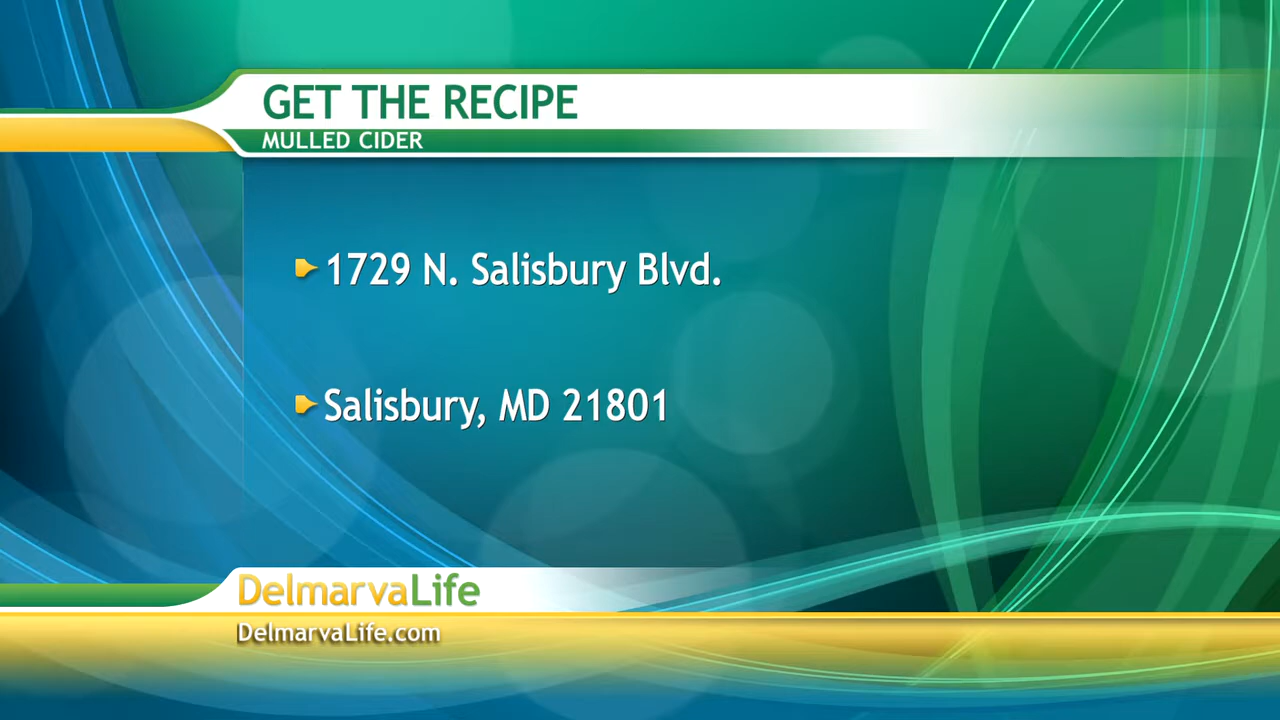 GET THE RECIPE
MULLED CIDER
1729 N. Salisbury Blvd.
Salisbury, MD 21801
DelmarvaLife
DelmarvaLife.com